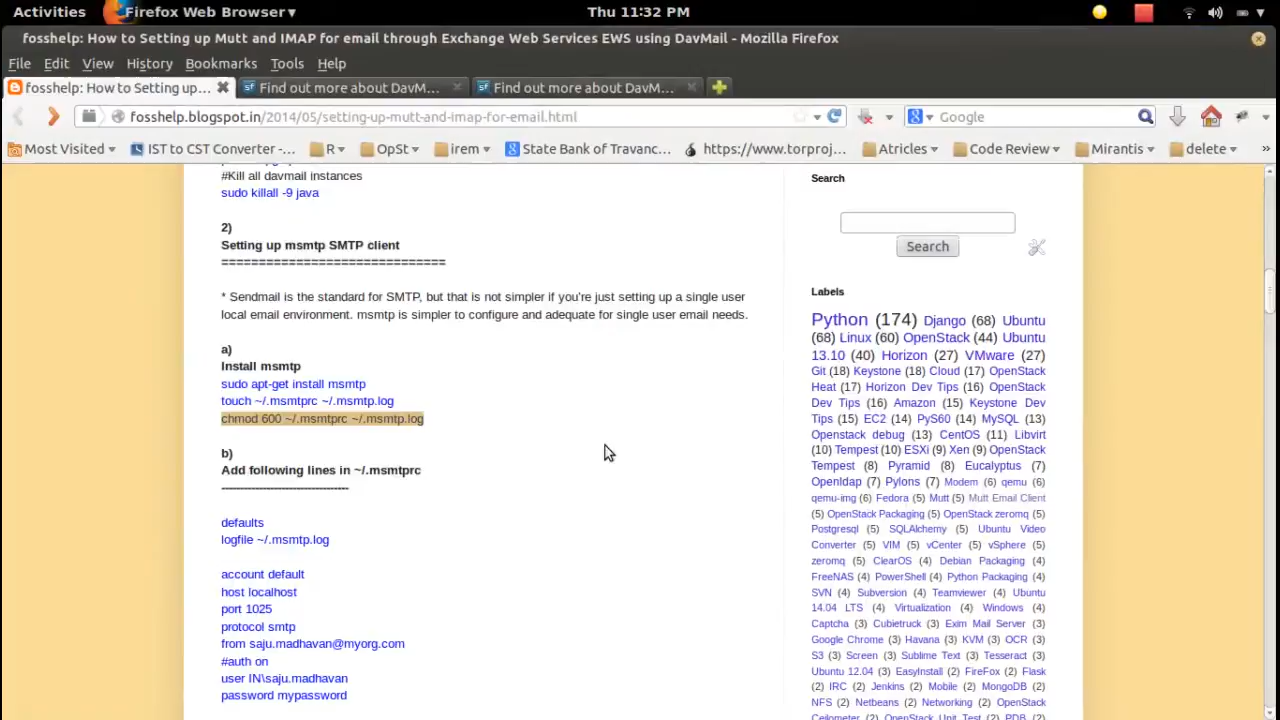 Activities Firefox Web Browser▾ Thu 11:32 PM
fosshelp: How to Setting up Mutt and IMAP for email through Exchange Web Services EWS using DavMail - Mozilla Firefox
File Edit View History Bookmarks Tools Help
fosshelp: How to Setting up... Find out more about DavM... Find out more about DavM...
fosshelp.blogspot.in/2014/05/setting-up-mutt-and-imap-for-email.html Google
Most Visited IST to CST Converter -... R OpSt irem State Bank of Travanc... https://www.torproj... Atricles Code Review Mirantis delete »
#Kill all davmail instances
sudo killall -9 java
2)
Setting up msmtp SMTP client
==============================
* Sendmail is the standard for SMTP, but that is not simpler if you're just setting up a single user
local email environment. msmtp is simpler to configure and adequate for single user email needs.
a)
Install msmtp
sudo apt-get install msmtp
touch ~/.msmtprc ~/.msmtp.log
chmod 600 ~/.msmtprc ~/.msmtp.log
b)
Add following lines in ~/.msmtprc
--------------------------------
defaults
logfile ~/.msmtp.log
account default
host localhost
port 1025
protocol smtp
from saju.madhavan@myorg.com
#auth on
user IN\saju.madhavan
password mypassword
Search
Search
Labels
Python (174) Django (68) Ubuntu
(68) Linux (60) OpenStack (44) Ubuntu
13.10 (40) Horizon (27) VMware (27)
Git (18) Keystone (18) Cloud (17) OpenStack
Heat (17) Horizon Dev Tips (16) OpenStack
Dev Tips (16) Amazon (15) Keystone Dev
Tips (15) EC2 (14) PyS60 (14) MySQL (13)
Openstack debug (13) CentOS (11) Libvirt
(10) Tempest (10) ESXi (9) Xen (9) OpenStack
Tempest (8) Pyramid (8) Eucalyptus (7)
Openldap (7) Pylons (7) Modem (6) qemu (6)
qemu-img (6) Fedora (5) Mutt (5) Mutt Email Client
(5) OpenStack Packaging (5) OpenStack zeromq (5)
Postgresql (5) SQLAlchemy (5) Ubuntu Video
Converter (5) VIM (5) vCenter (5) vSphere (5)
zeromq (5) ClearOS (4) Debian Packaging (4)
FreeNAS (4) PowerShell (4) Python Packaging (4)
SVN (4) Subversion (4) Teamviewer (4) Ubuntu
14.04 LTS (4) Virtualization (4) Windows (4)
Captcha (3) Cubietruck (3) Exim Mail Server (3)
Google Chrome (3) Havana (3) KVM (3) OCR (3)
S3 (3) Screen (3) Sublime Text (3) Tesseract (3)
Ubuntu 12.04 (3) EasyInstall (2) FireFox (2) Flask
(2) IRC (2) Jenkins (2) Mobile (2) MongoDB (2)
NFS (2) Netbeans (2) Networking (2) OpenStack
Ceilometer (2) OpenStack Unit Test (2) PDB (2)